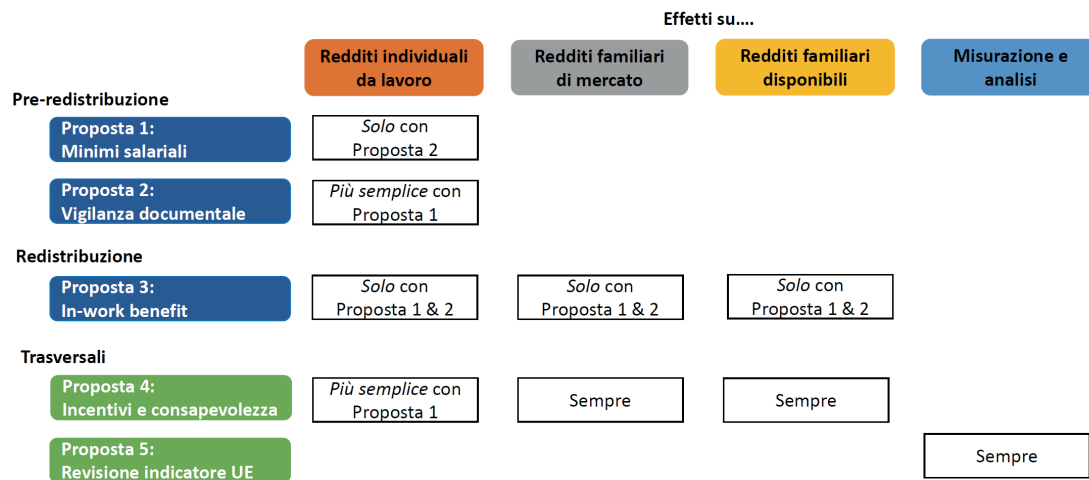 Effetti su....
Redditi individuali
da lavoro
Redditi familiari
di mercato
Redditi familiari
disponibili
Misurazione e
analisi
Pre-redistribuzione
Proposta 1:
Minimi salariali
Solo con
Proposta 2
Proposta 2:
Vigilanza documentale
Più semplice con
Proposta 1
Redistribuzione
Proposta 3:
In-work benefit
Solo con
Proposta 1 & 2
Solo con
Proposta 1 & 2
Solo con
Proposta 1 & 2
Trasversali
Proposta 4:
Incentivi e consapevolezza
Più semplice con
Proposta 1
Sempre
Sempre
Proposta 5:
Revisione indicatore UE
Sempre